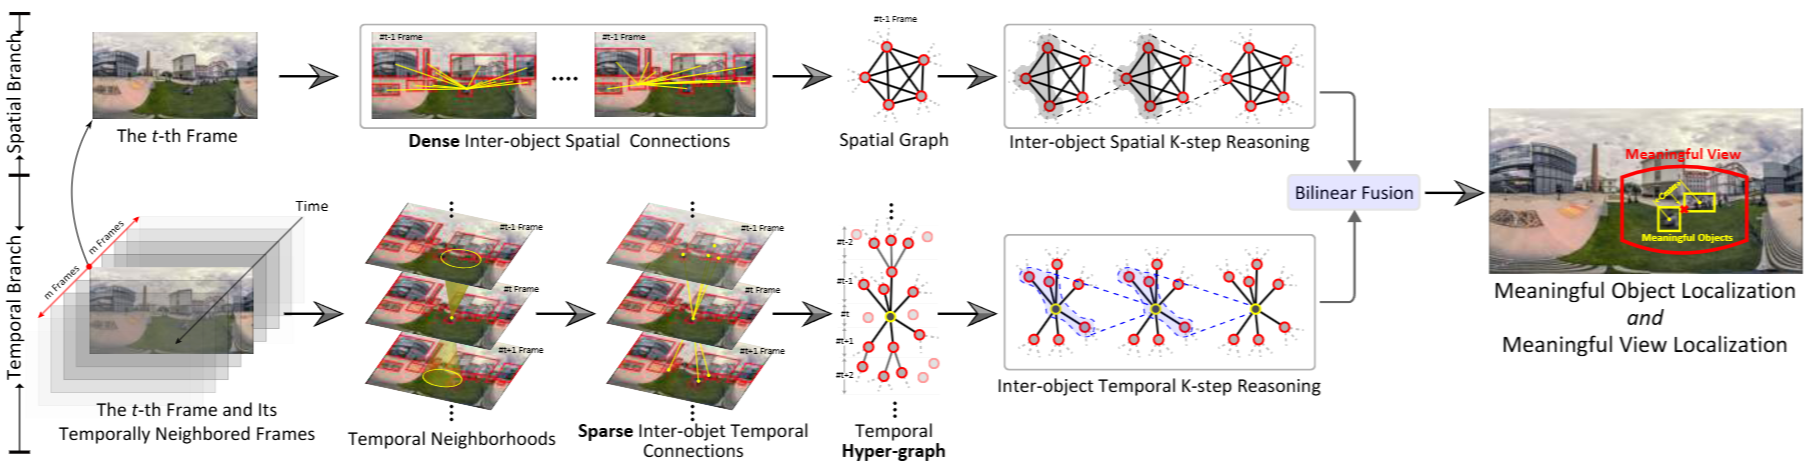 Spatial Branch
The t-th Frame
#t-1 Frame
#t-1 Frame
Dense Inter-object Spatial Connections
#t-1 Frame
Spatial Graph
Inter-object Spatial K-step Reasoning
Temporal Branch
m Frames
m Frames
Time
The t-th Frame and Its
Temporally Neighbored Frames
#t-1 Frame
#t Frame
#t+1 Frame
Temporal Neighborhoods
#t-1 Frame
#t Frame
#t+1 Frame
Sparse Inter-objet Temporal
Connections
#t-2
#t-1
#t
#t+1
#t+2
Temporal
Hyper-graph
Inter-object Temporal K-step Reasoning
Bilinear Fusion
Meaningful View
Meaningful Objects
Meaningful Object Localization
and
Meaningful View Localization